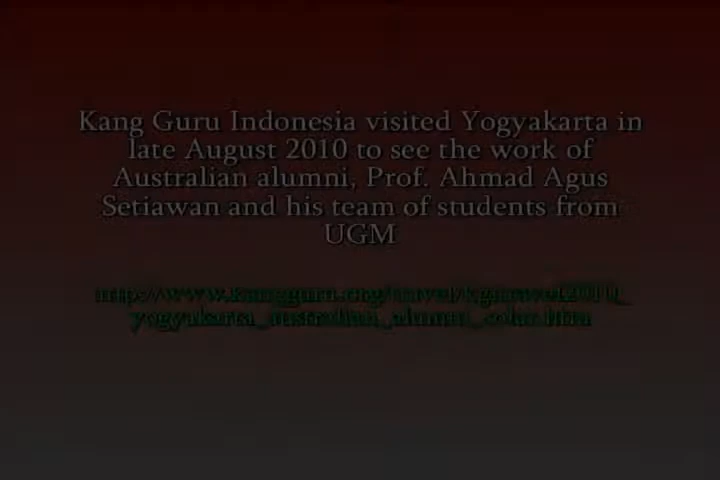 Kang Guru Indonesia visited Yogyakarta in
late August 2010 to see the work of
Australian alumni, Prof. Ahmad Agus
Setiawan and his team of students from
UGM